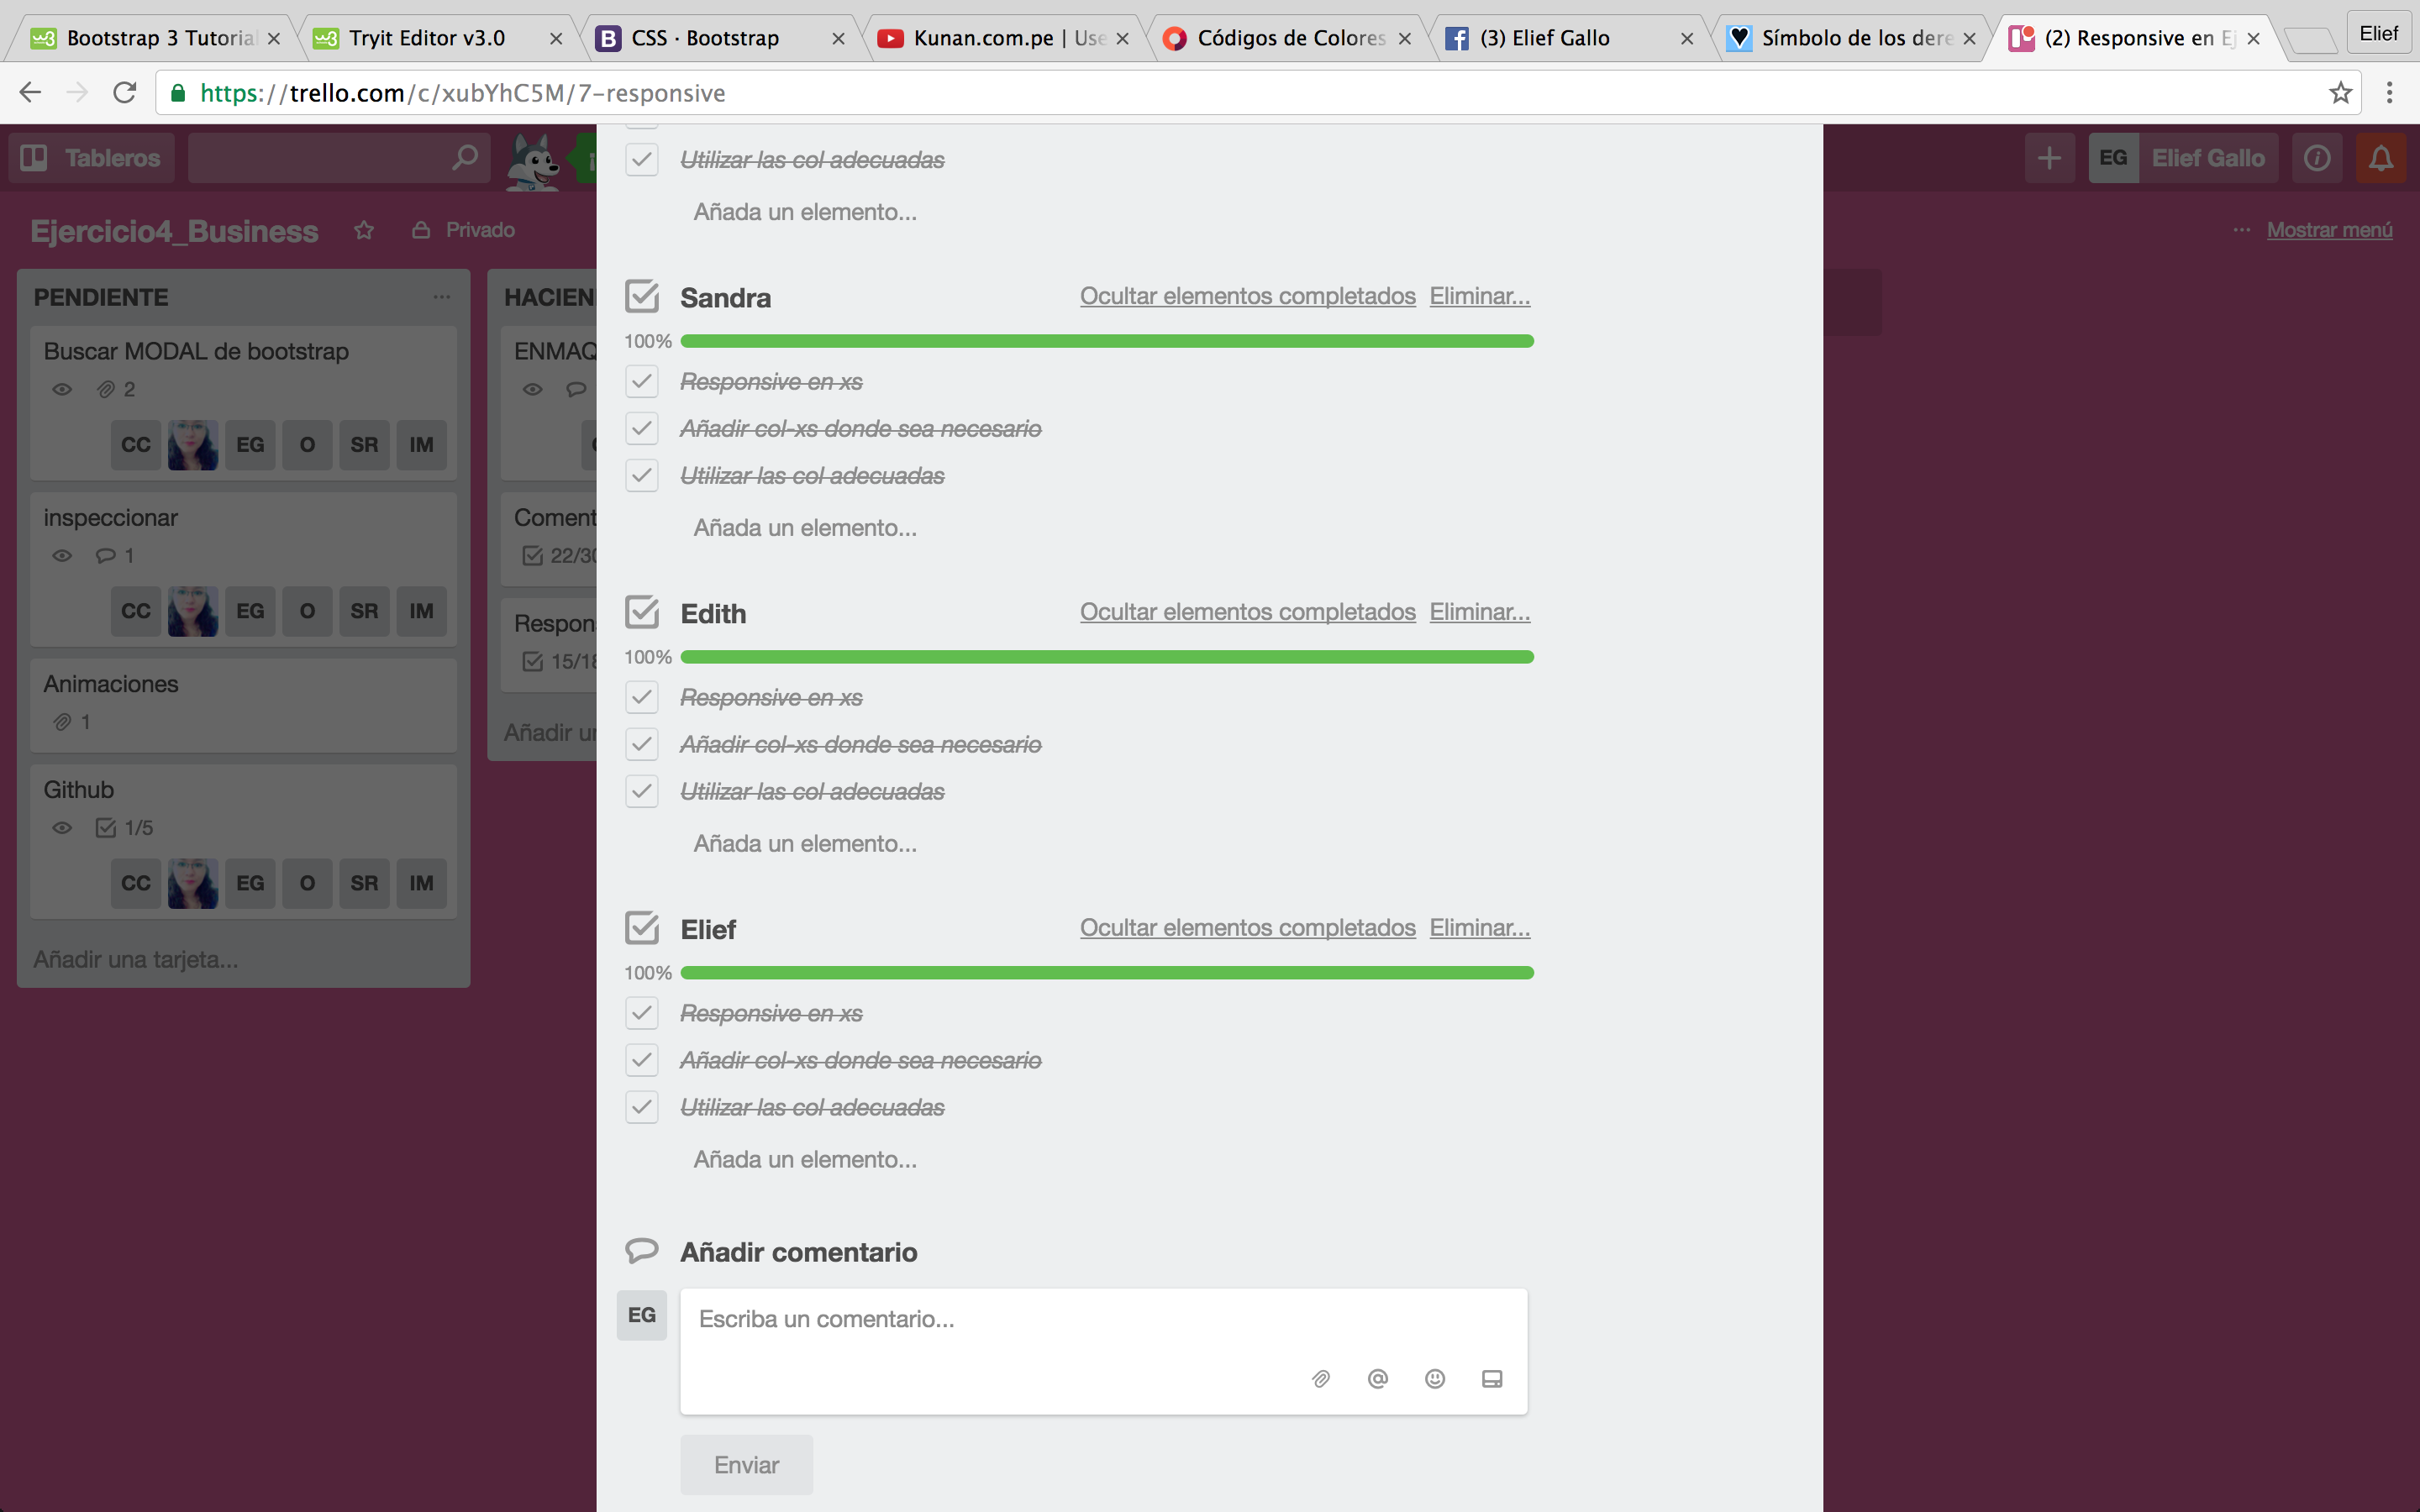 Bootstrap 3 Tutorial
Tryit Editor v3.0
CSS · Bootstrap
Kunan.com.pe | Use
Códigos de Colores
(3) Elief Gallo
Símbolo de los dere
(2) Responsive en Ej
Elief
https://trello.com/c/xubYhC5M/7-responsive
Tableros
EG Elief Gallo
Ejercicio4_Business
Privado
... Mostrar menú
PENDIENTE ...
Buscar MODAL de bootstrap
2
CC EG O SR IM
inspeccionar
1
CC EG O SR IM
Animaciones
1
Github
1/5
CC EG O SR IM
Añadir una tarjeta...
HACIEN
ENMAQ
Coment
22/30
Respon
15/18
Añadir un
Utilizar las col adecuadas
Añada un elemento...
Sandra Ocultar elementos completados Eliminar...
100%
Responsive en xs
Añadir col-xs donde sea necesario
Utilizar las col adecuadas
Añada un elemento...
Edith Ocultar elementos completados Eliminar...
100%
Responsive en xs
Añadir col-xs donde sea necesario
Utilizar las col adecuadas
Añada un elemento...
Elief Ocultar elementos completados Eliminar...
100%
Responsive en xs
Añadir col-xs donde sea necesario
Utilizar las col adecuadas
Añada un elemento...
Añadir comentario
EG
Escriba un comentario...
Enviar